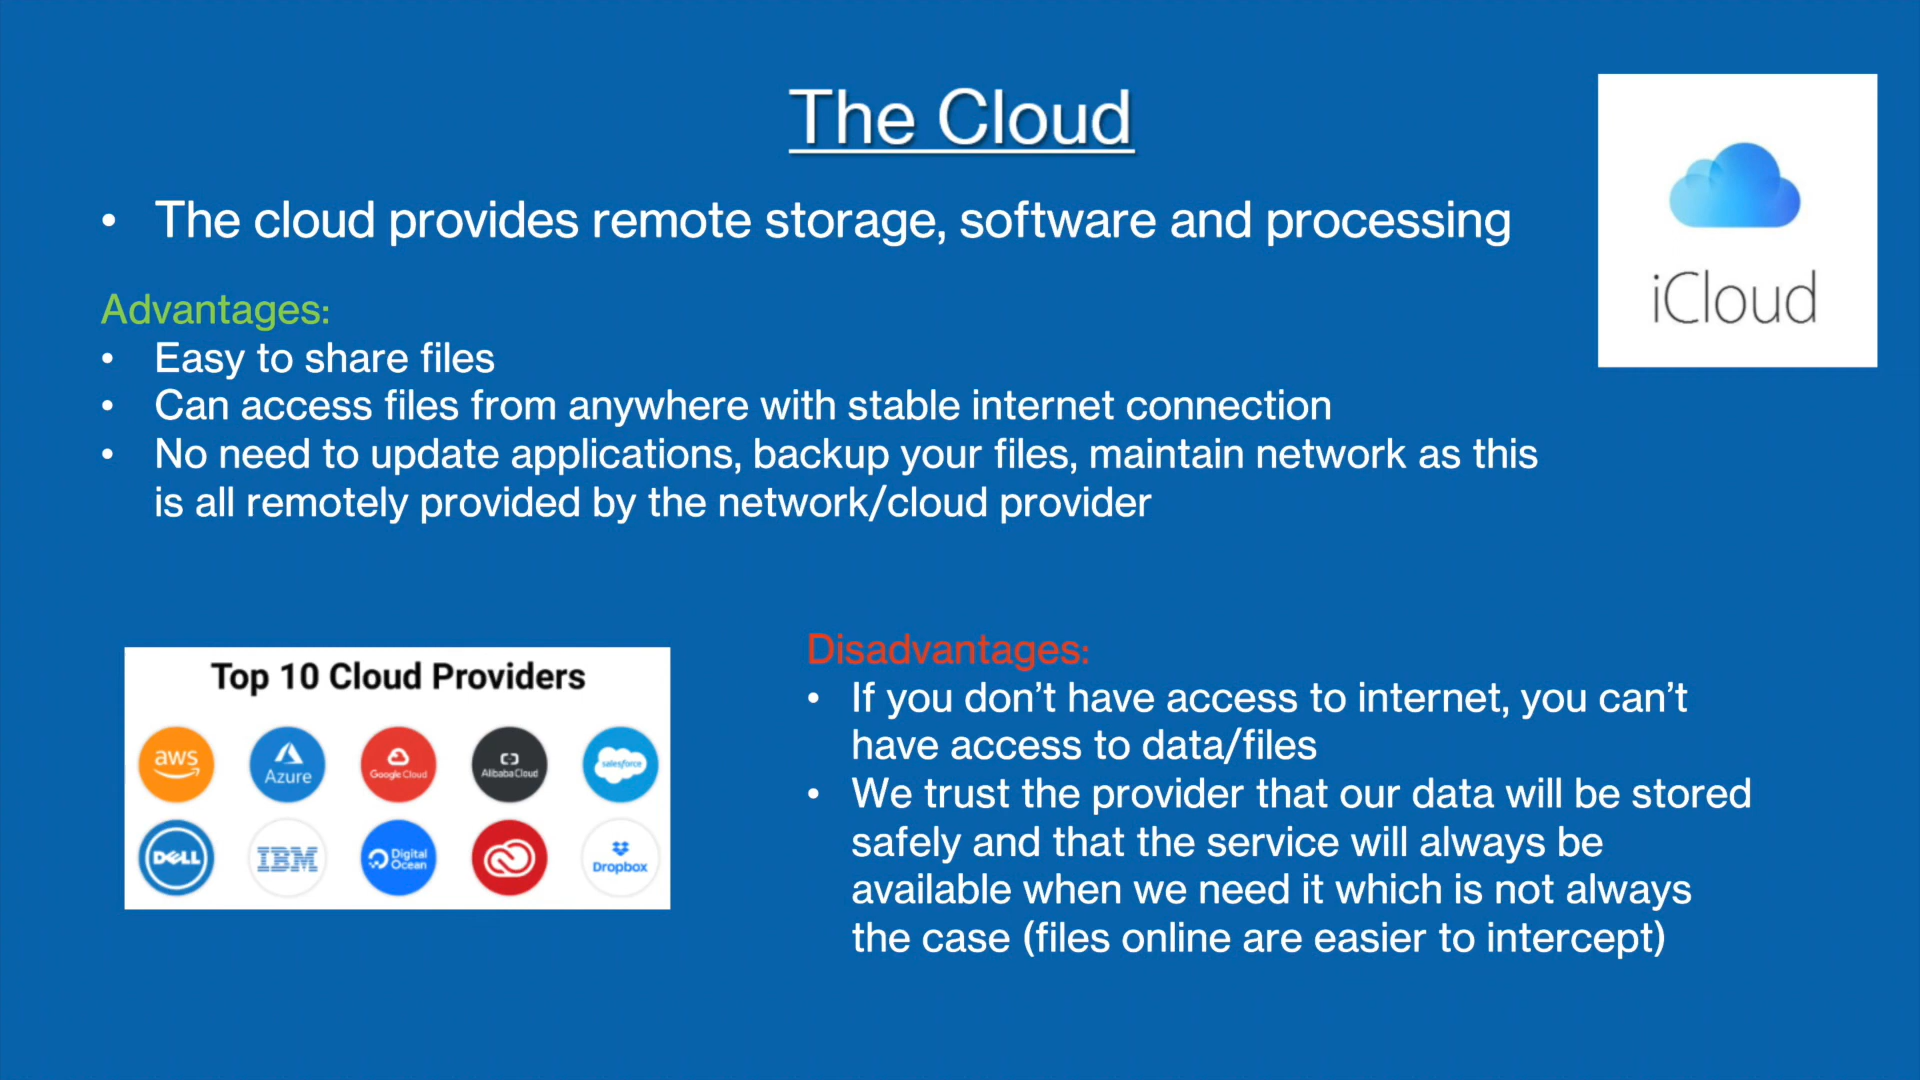 The Cloud
iCloud
• The cloud provides remote storage, software and processing
Advantages:
• Easy to share files
• Can access files from anywhere with stable internet connection
• No need to update applications, backup your files, maintain network as this
is all remotely provided by the network/cloud provider
Top 10 Cloud Providers
aws
Azure
Google Cloud
Alibaba Cloud
salesforce
DELL
IBM
Digital
Ocean
Dropbox
Disadvantages:
• If you don’t have access to internet, you can’t
have access to data/files
• We trust the provider that our data will be stored
safely and that the service will always be
available when we need it which is not always
the case (files online are easier to intercept)